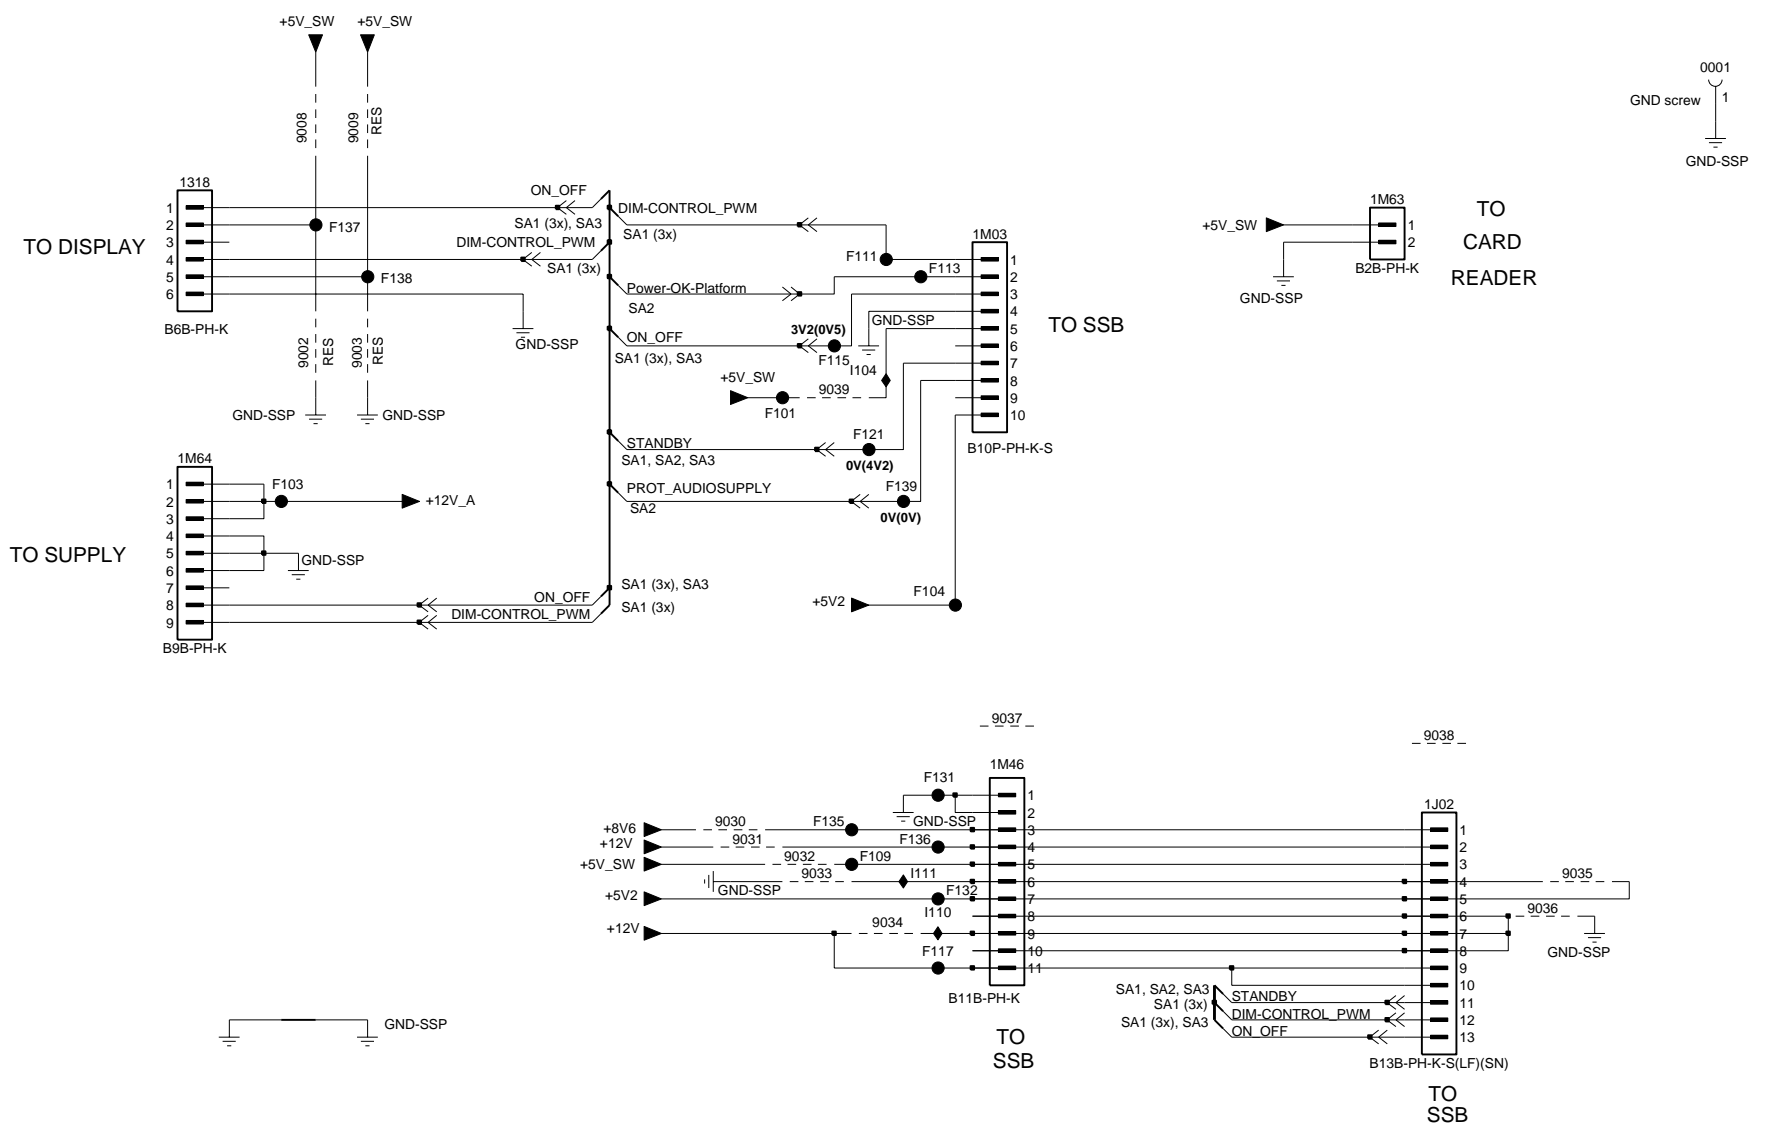 +5V_SW
+5V_SW
9008
9009
RES
1318
1
2
3
4
5
6
TO DISPLAY
B6B-PH-K
F137
F138
9002
RES
9003
RES
GND-SSP
GND-SSP
GND-SSP
ON_OFF
SA1 (3x), SA3
DIM-CONTROL_PWM
SA1 (3x)
DIM-CONTROL_PWM
SA1 (3x)
Power-OK-Platform
SA2
ON_OFF
SA1 (3x), SA3
3V2(0V5)
F115
F111
F113
GND-SSP
I104
+5V_SW
9039
F101
STANDBY
SA1, SA2, SA3
F121
0V(4V2)
PROT_AUDIOSUPPLY
SA2
F139
0V(0V)
+5V2
F104
1M03
1
2
3
4
5
6
7
8
9
10
TO SSB
B10P-PH-K-S
0001
GND screw
1
GND-SSP
1M63
+5V_SW
1
2
B2B-PH-K
GND-SSP
TO
CARD
READER
1M64
1
2
3
4
5
6
7
8
9
TO SUPPLY
B9B-PH-K
F103
+12V_A
GND-SSP
ON_OFF
DIM-CONTROL_PWM
SA1 (3x), SA3
SA1 (3x)
9037
1M46
F131
GND-SSP
+8V6
9030
F135
+12V
9031
F136
+5V_SW
9032
F109
GND-SSP
9033
I111
+5V2
F132
I110
+12V
9034
F117
1
2
3
4
5
6
7
8
9
10
11
B11B-PH-K
TO
SSB
9038
1J02
1
2
3
4
5
6
7
8
9
10
11
12
13
9035
9036
GND-SSP
SA1, SA2, SA3
SA1 (3x)
SA1 (3x), SA3
STANDBY
DIM-CONTROL_PWM
ON_OFF
B13B-PH-K-S(LF)(SN)
TO
SSB
GND-SSP